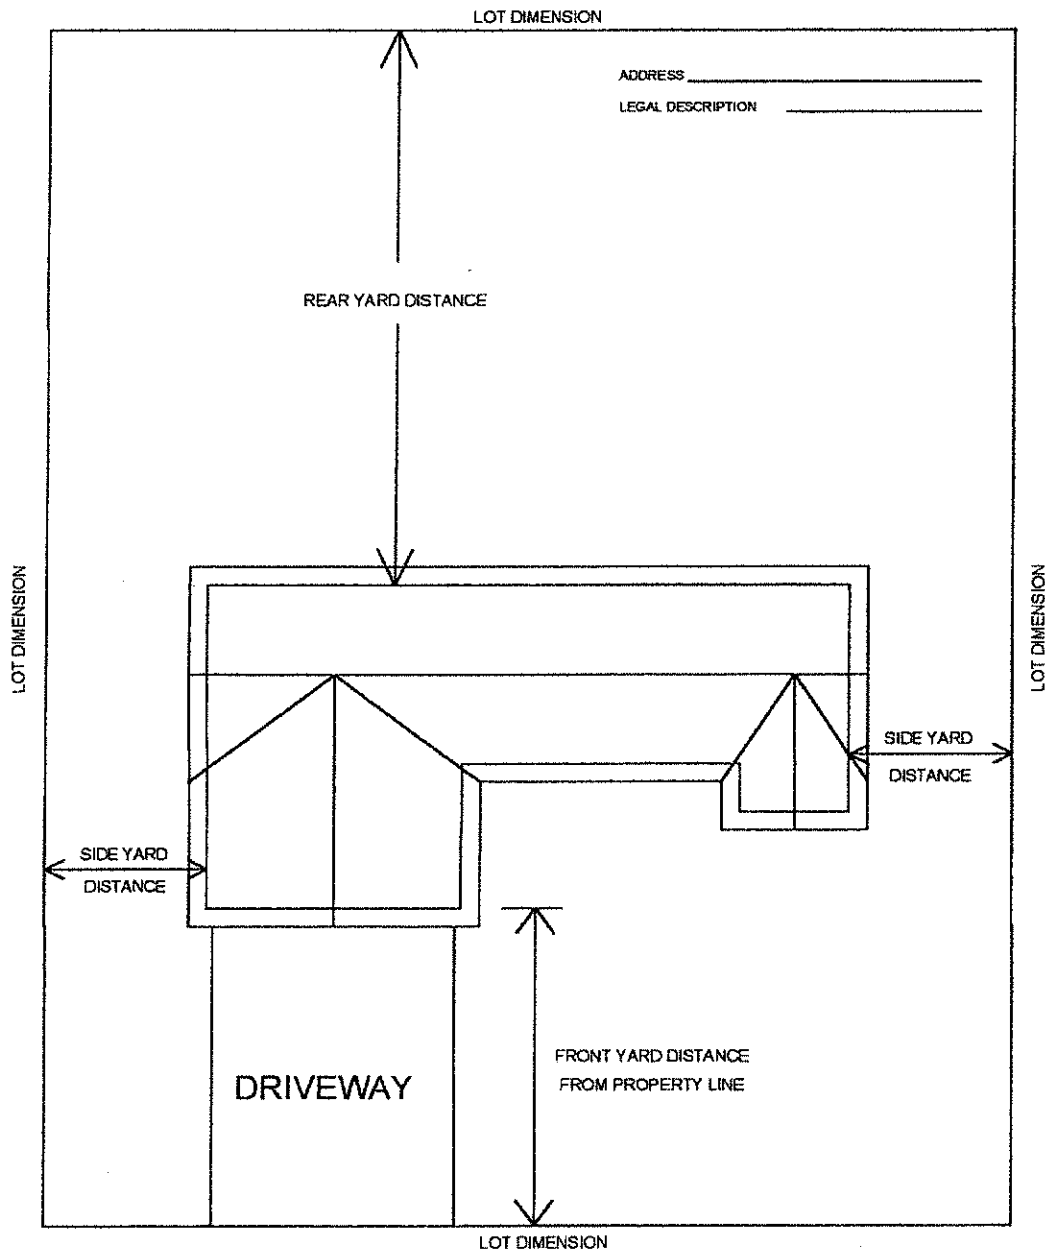 LOT DIMENSION
ADDRESS
LEGAL DESCRIPTION
REAR YARD DISTANCE
LOT DIMENSION
LOT DIMENSION
SIDE YARD
DISTANCE
SIDE YARD
DISTANCE
FRONT YARD DISTANCE
FROM PROPERTY LINE
DRIVEWAY
LOT DIMENSION